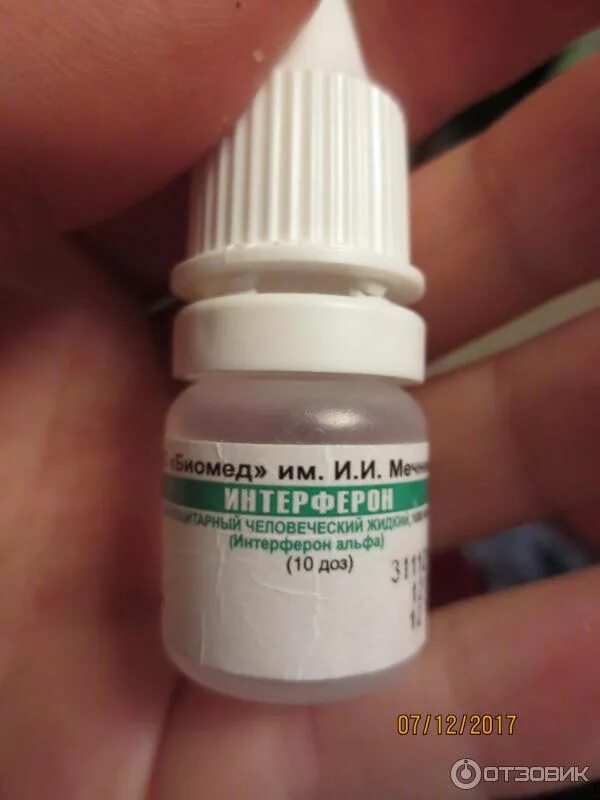 «Биомед» им. И.И.
ИНТЕРФЕРОН
ЧЕЛОВЕЧЕСКИЙ ЖИДКИЙ,
(Интерферон альфа)
(10 доз)
07/12/2017
ОТЗОВИК